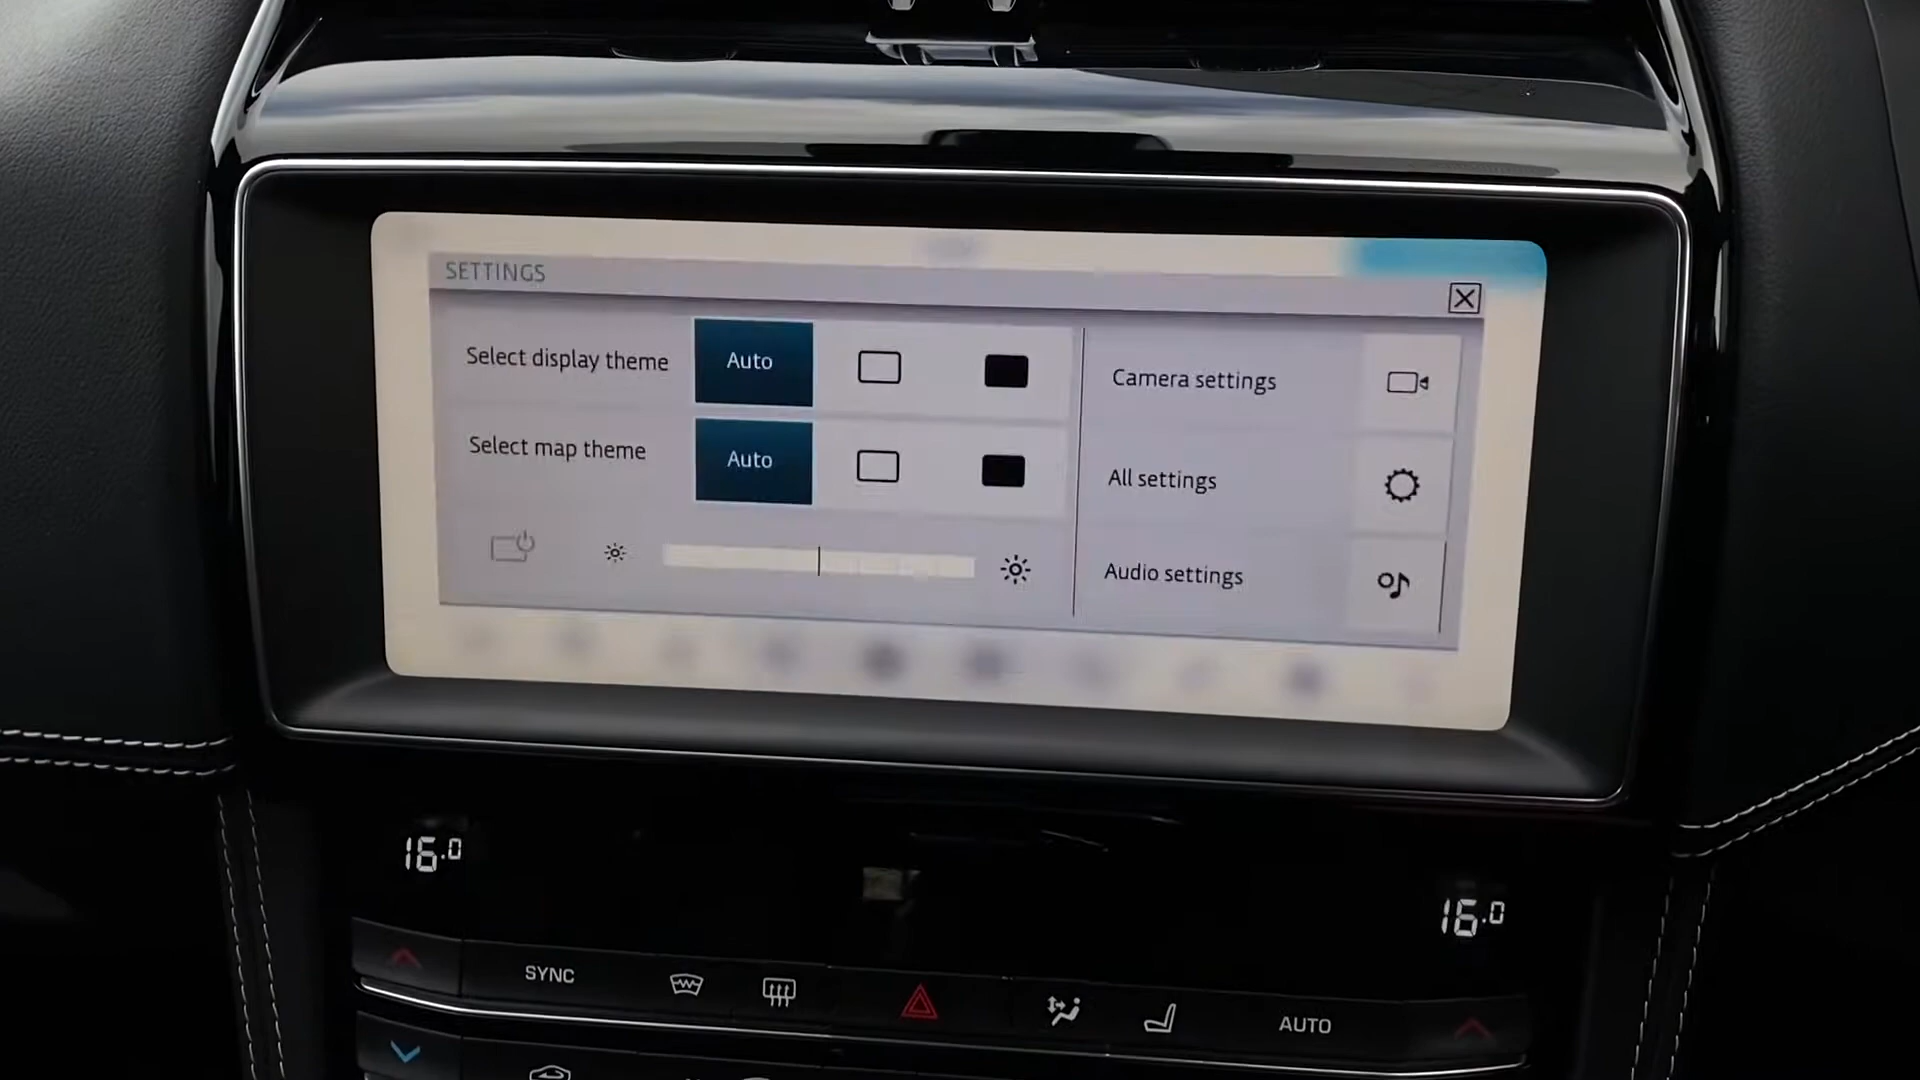 SETTINGS
Select display theme
Auto
Camera settings
Select map theme
Auto
All settings
Audio settings
16.0
16.0
SYNC
AUTO